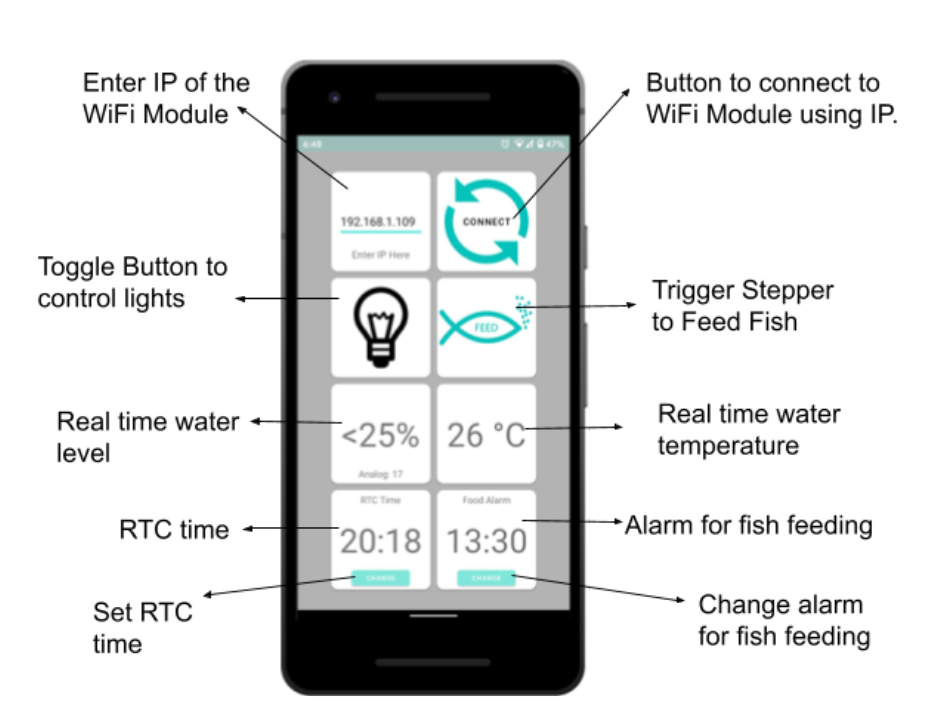 Enter IP of the
WiFi Module
Button to connect to
WiFi Module using IP.
6:48
47%
192.168.1.109
Enter IP Here
CONNECT
Toggle Button to
control lights
FEED
Trigger Stepper
to Feed Fish
Real time water
level
<25%
Analog: 17
26 °C
Real time water
temperature
RTC time
RTC Time
20:18
CHANGE
Food Alarm
13:30
CHANGE
Alarm for fish feeding
Set RTC
time
Change alarm
for fish feeding